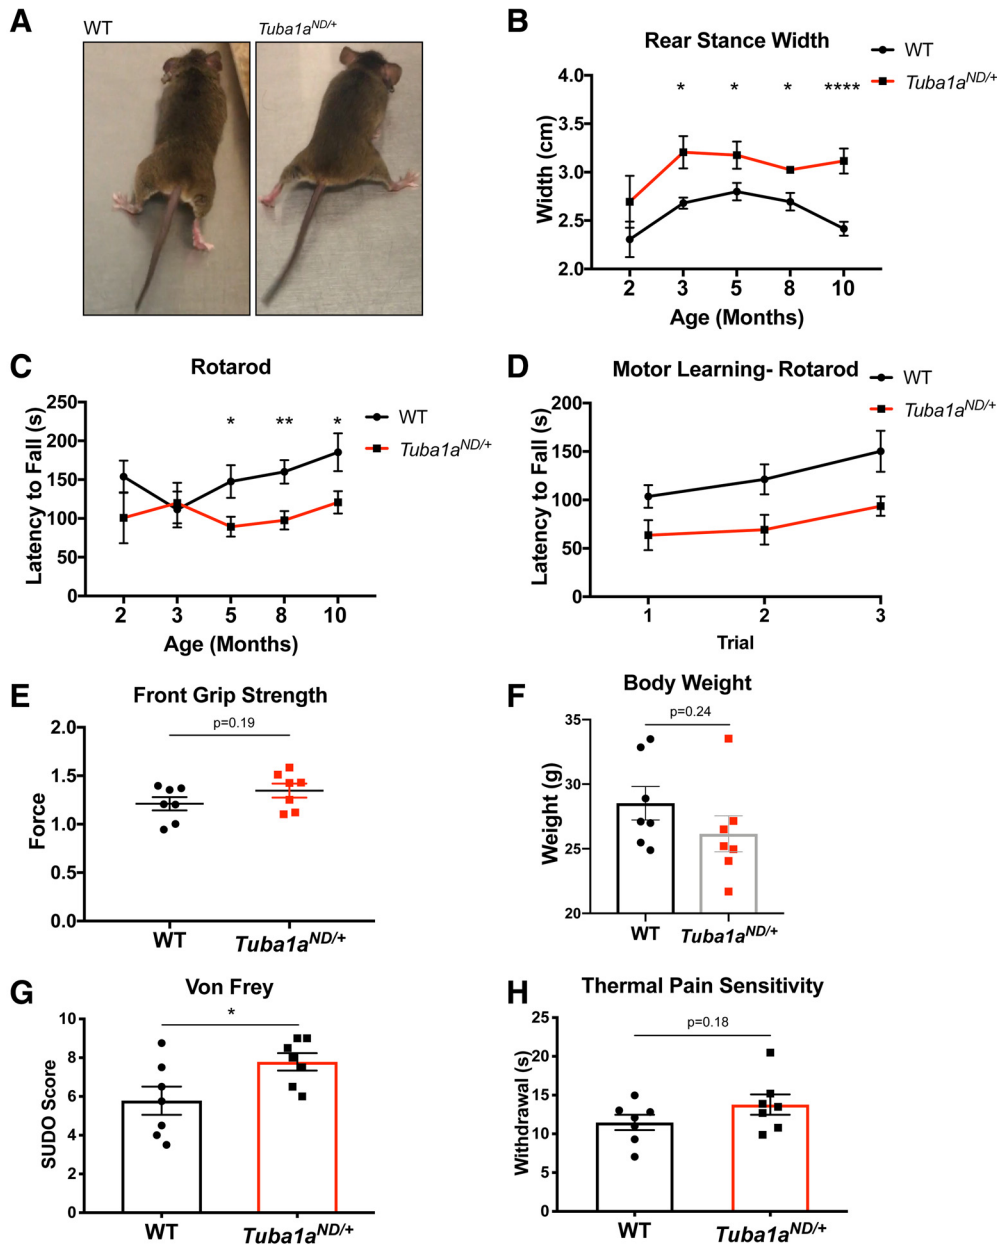 A
WT
Tuba1a^ND/+
B
Rear Stance Width
WT
Tuba1a^ND/+
4.0
3.5
3.0
2.5
2.0
Width (cm)
* * * ****
2 3 5 8 10
Age (Months)
C
Rotarod
WT
Tuba1a^ND/+
250
200
150
100
50
0
Latency to Fall (s)
* ** *
2 3 5 8 10
Age (Months)
D
Motor Learning- Rotarod
WT
Tuba1a^ND/+
200
150
100
50
0
Latency to Fall (s)
1 2 3
Trial
E
Front Grip Strength
p=0.19
2.0
1.5
1.0
0.5
0.0
Force
WT Tuba1a^ND/+
F
Body Weight
p=0.24
35
30
25
20
Weight (g)
WT Tuba1a^ND/+
G
Von Frey
*
10
8
6
4
2
0
SUDO Score
WT Tuba1a^ND/+
H
Thermal Pain Sensitivity
p=0.18
25
20
15
10
5
0
Withdrawal (s)
WT Tuba1a^ND/+